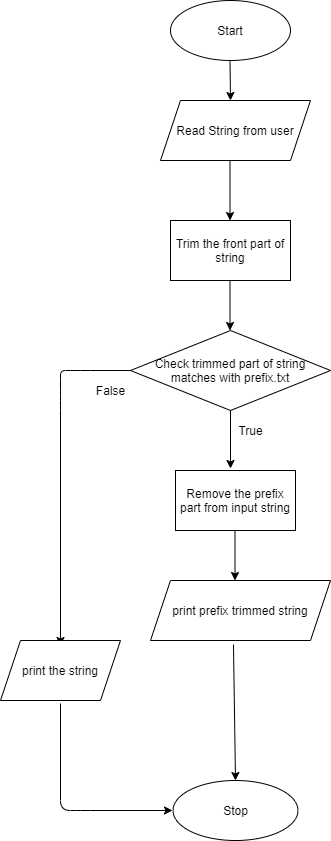 Start
Read String from user
Trim the front part of
string
Check trimmed part of string
matches with prefix.txt
False
True
Remove the prefix
part from input string
print prefix trimmed string
print the string
Stop